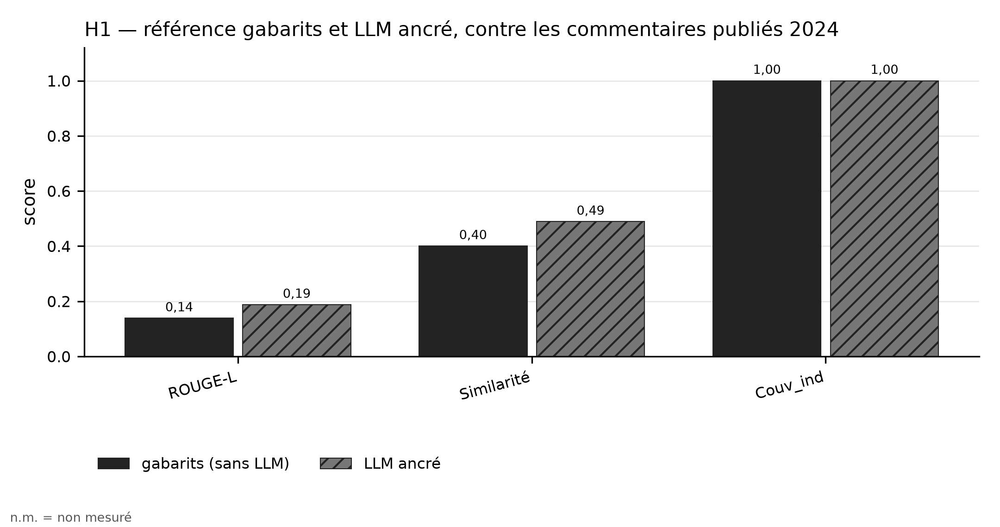 H1 — référence gabarits et LLM ancré, contre les commentaires publiés 2024
score
1.0
0.8
0.6
0.4
0.2
0.0
0,14
0,19
0,40
0,49
1,00
1,00
ROUGE-L
Similarité
Couv_ind
gabarits (sans LLM)
LLM ancré
n.m. = non mesuré